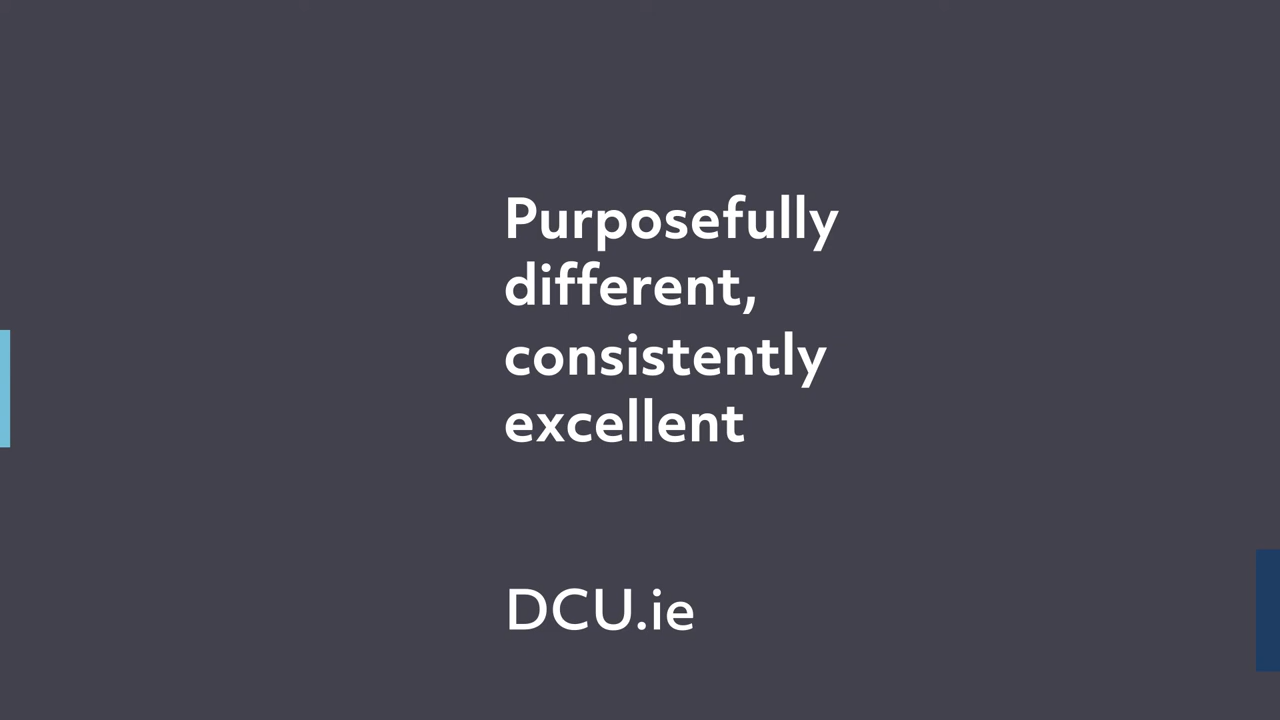 Purposefully
different,
consistently
excellent
DCU.ie